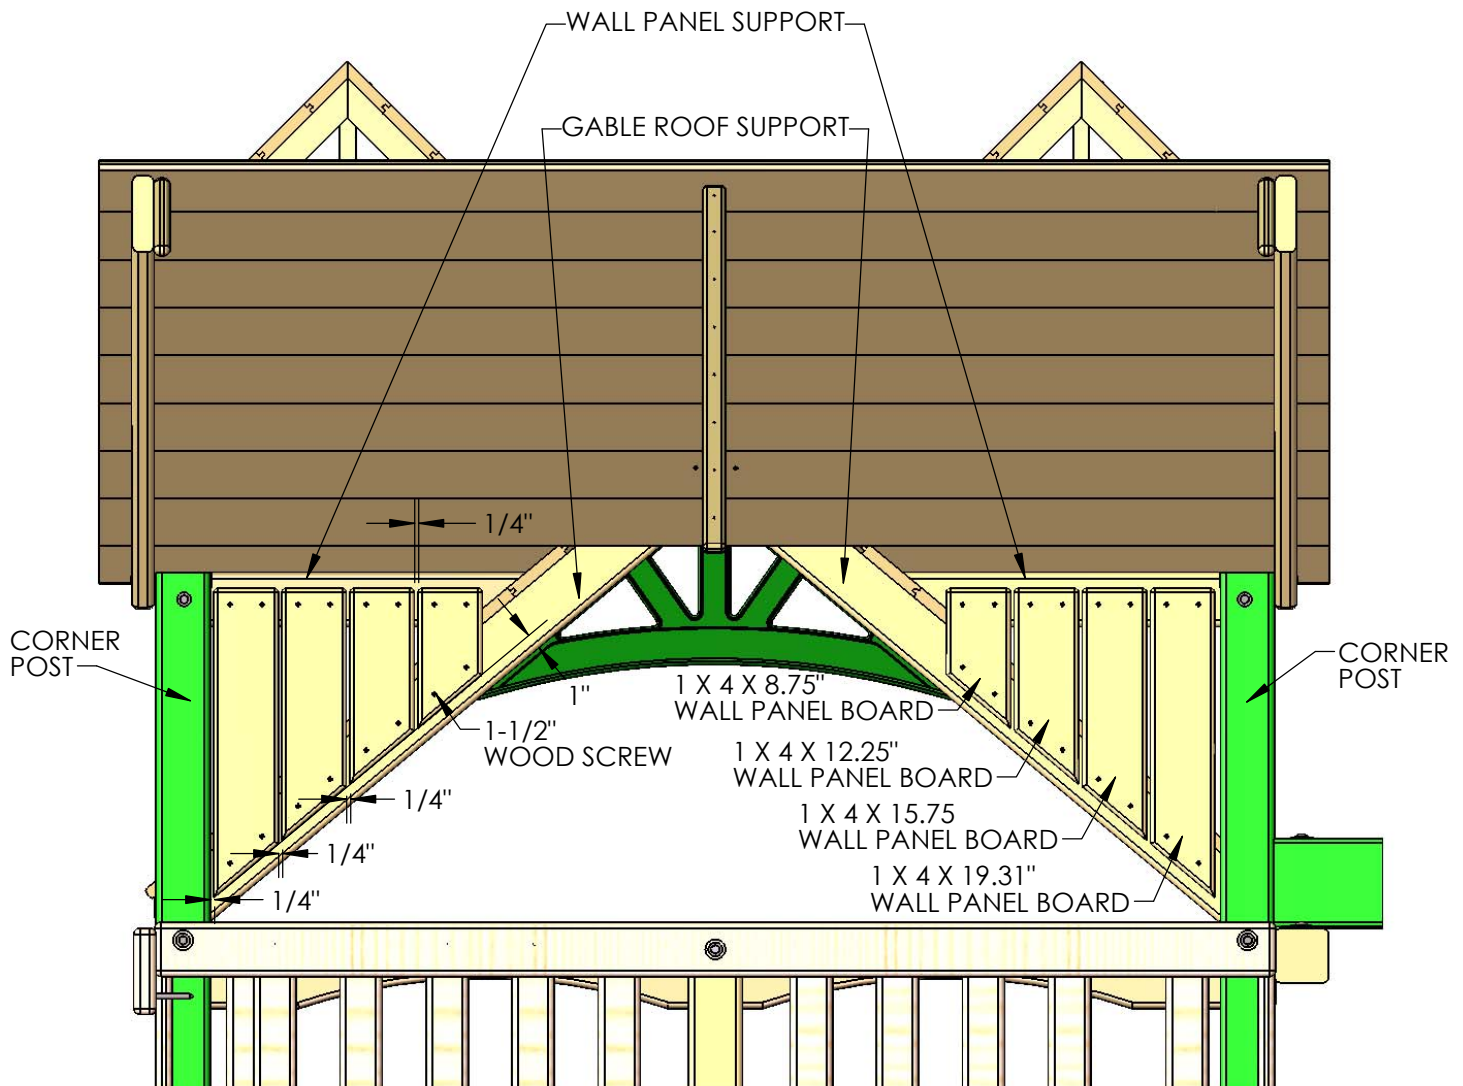 WALL PANEL SUPPORT
GABLE ROOF SUPPORT
1/4"
CORNER
POST
CORNER
POST
1"
1 X 4 X 8.75"
WALL PANEL BOARD
1-1/2"
WOOD SCREW
1 X 4 X 12.25"
WALL PANEL BOARD
1/4"
1 X 4 X 15.75
WALL PANEL BOARD
1/4"
1 X 4 X 19.31"
WALL PANEL BOARD
1/4"